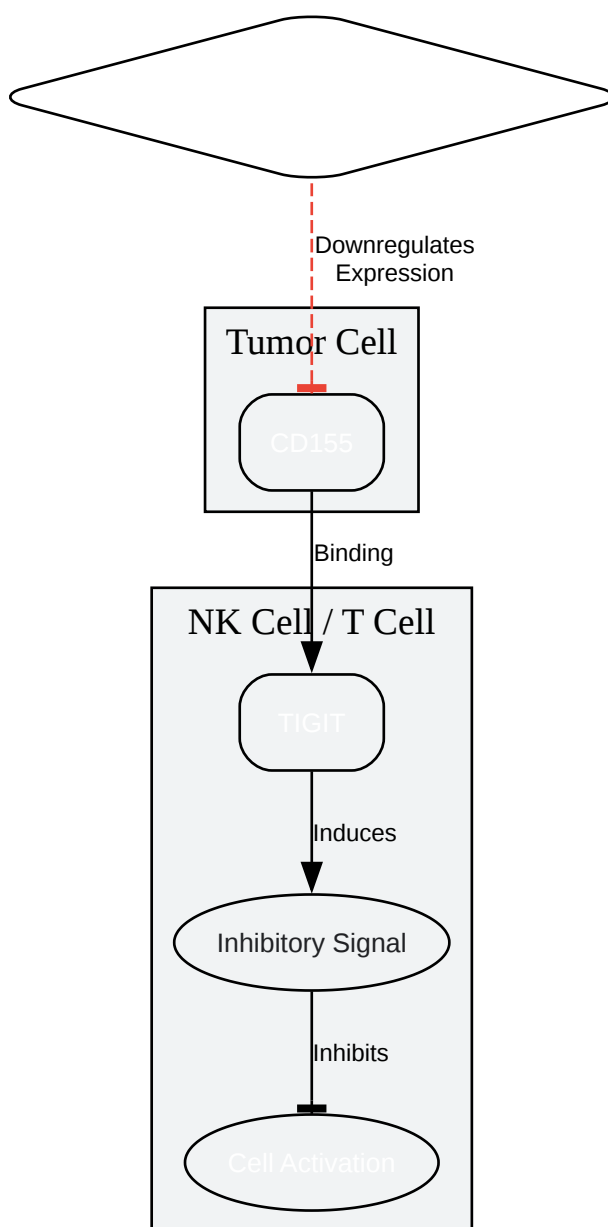 Downregulates
Expression
Tumor Cell
CD155
Binding
NK Cell / T Cell
TIGIT
Induces
Inhibitory Signal
Inhibits
Cell Activation